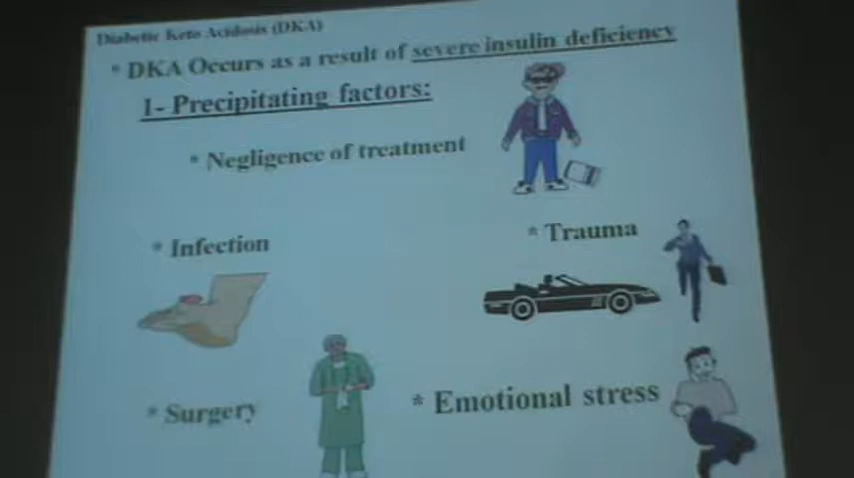 Diabetic Keto Acidosis (DKA)
* DKA Occurs as a result of severe insulin deficiency
1- Precipitating factors:
* Negligence of treatment
* Infection
* Trauma
* Surgery
* Emotional stress